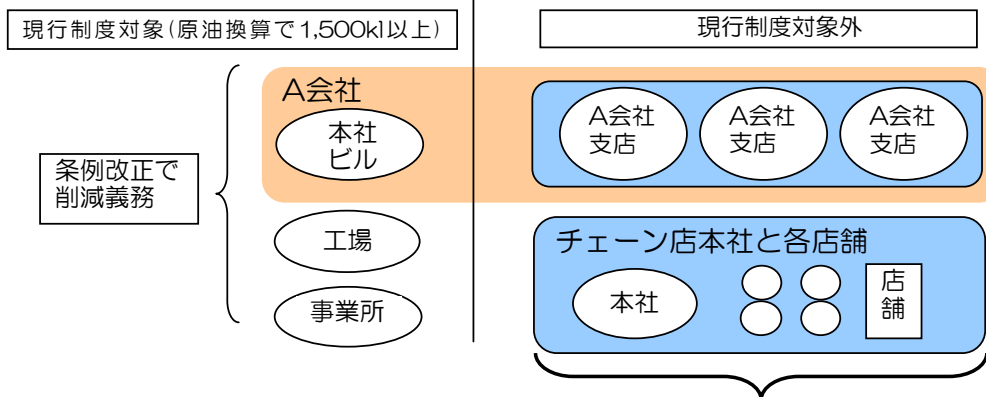 現行制度対象(原油換算で1,500kl以上)
現行制度対象外
A会社
本社
ビル
A会社
支店
A会社
支店
A会社
支店
条例改正で
削減義務
工場
事業所
チェーン店本社と各店舗
本社
店
舗